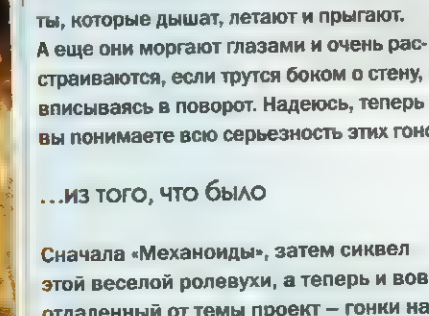 ты, которые дышат, летают и прыгают.
А еще они моргают глазами и очень рас-
страиваются, если трутся боком о стену,
вписываясь в поворот. Надеюсь, теперь
вы понимаете всю серьезность этих гоно
...из того, что было
Сначала «Механоиды», затем сиквел
этой веселой ролевухи, а теперь и вов
отдаленный от темы проект – гонки на